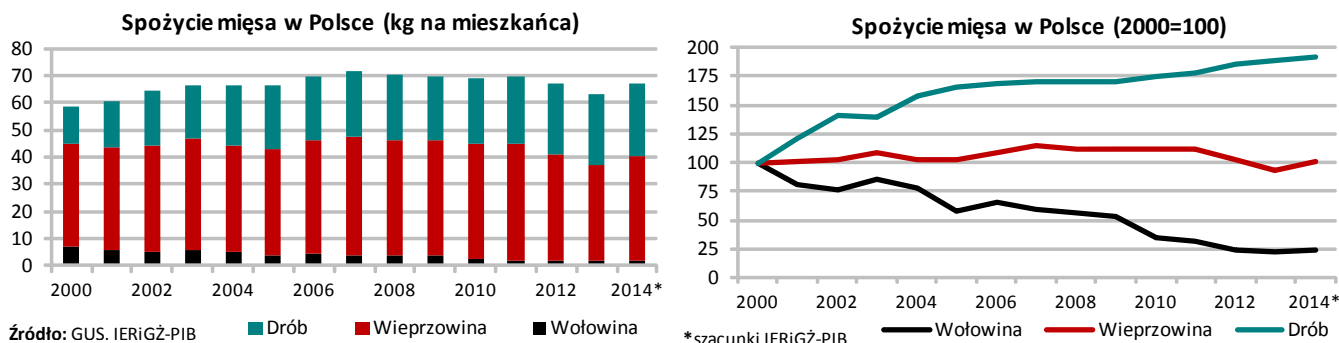 Spożycie mięsa w Polsce (kg na mieszkańca)
80
70
60
50
40
30
20
10
0
2000 2002 2004 2006 2008 2010 2012 2014*
Źródło: GUS, IERiGŻ-PIB
Drób Wieprzowina Wołowina
Spożycie mięsa w Polsce (2000=100)
200
175
150
125
100
75
50
25
0
2000 2002 2004 2006 2008 2010 2012 2014*
*szacunki IERiGŻ-PIB
Wołowina Wieprzowina Drób